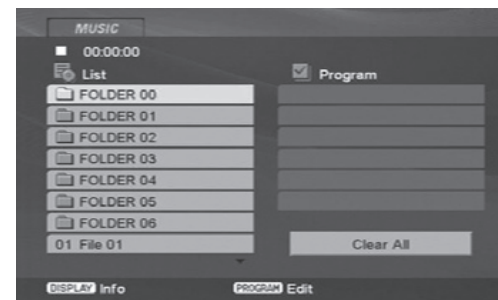 MUSIC
00:00:00
List
Program
FOLDER 00
FOLDER 01
FOLDER 02
FOLDER 03
FOLDER 04
FOLDER 05
FOLDER 06
01 File 01
Clear All
DISPLAY Info
PROGRAM Edit